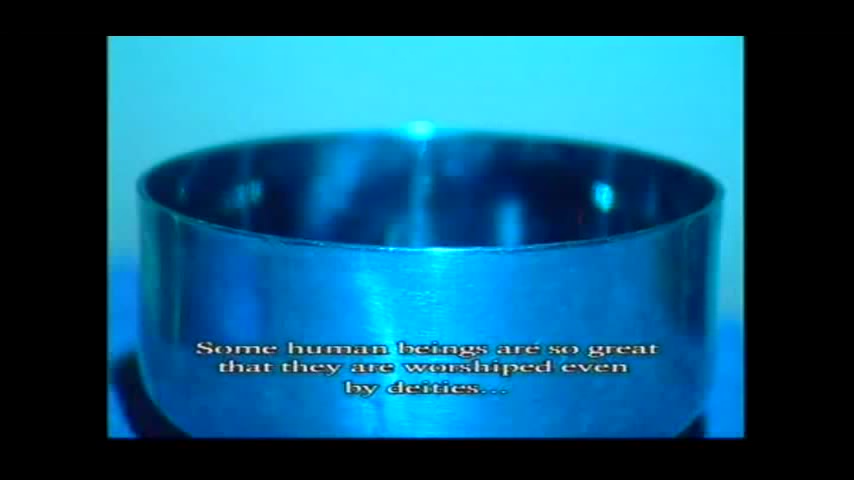 Some human beings are so great
that they are worshiped even
by deities...